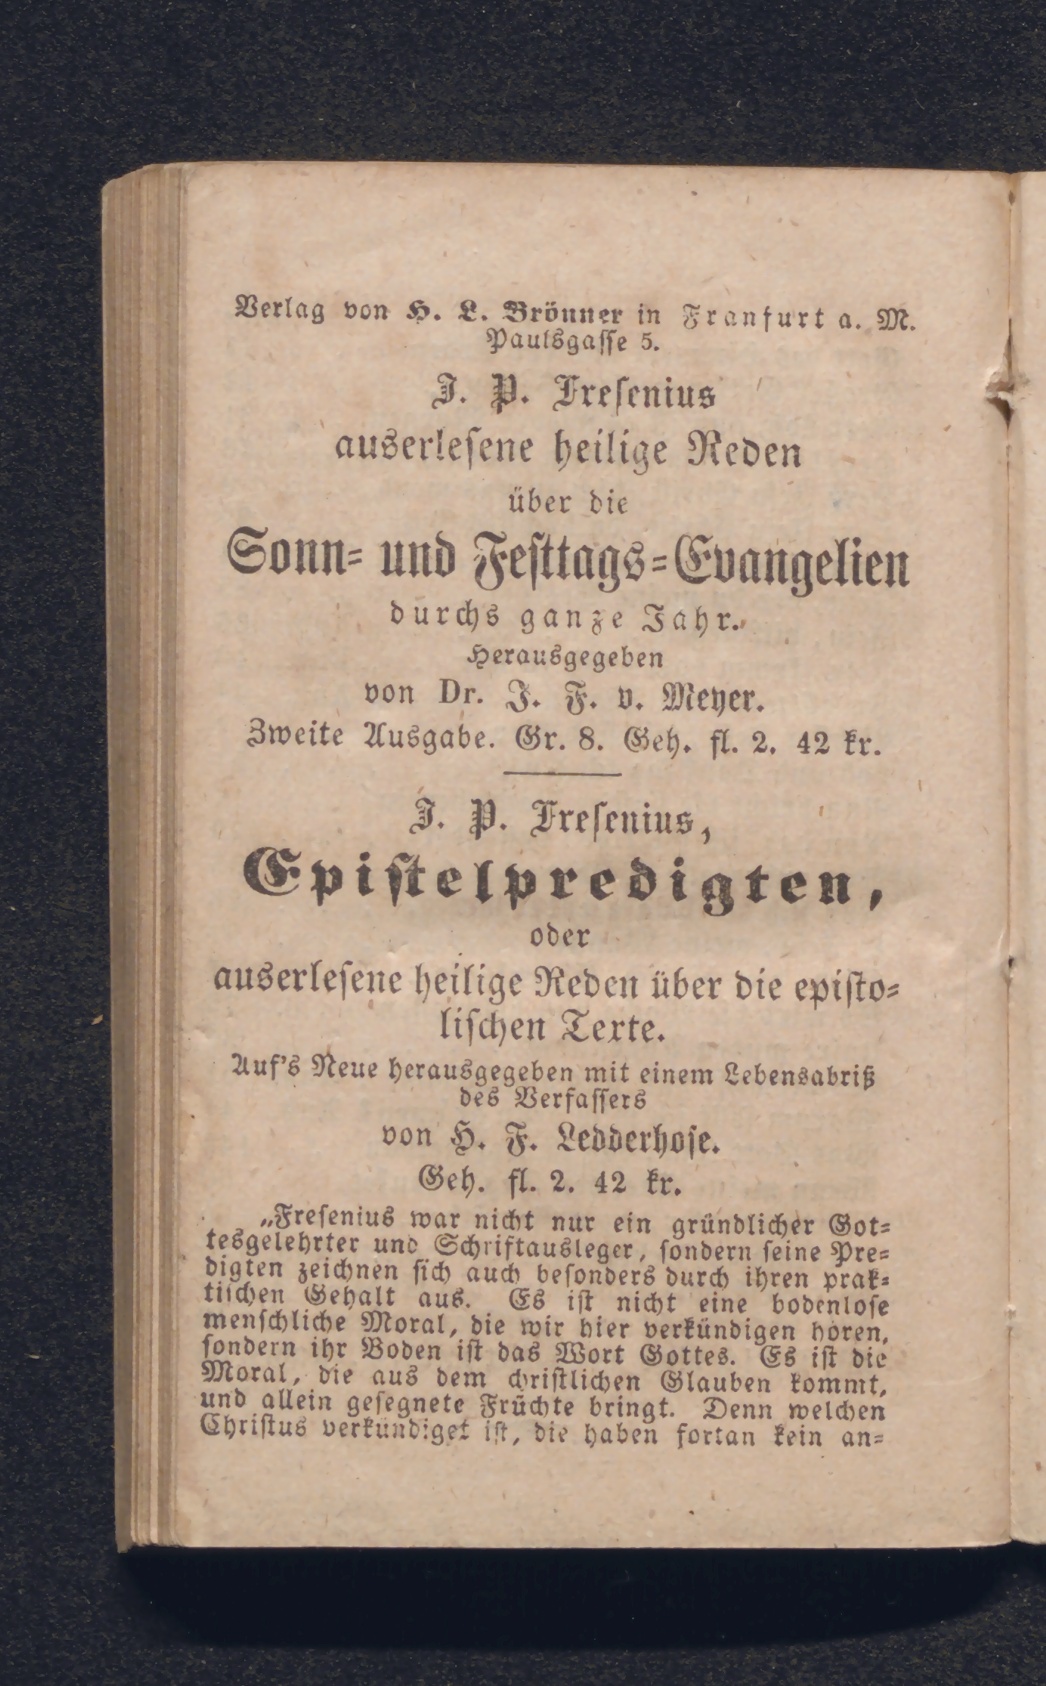 Verlag von H. L. Brönner in Franfurt a. M.
Paulsgasse 5.
J. P. Fresenius
auserlesene heilige Reden
über die
Sonn- und Festtags-Evangelien
durchs ganze Jahr.
Herausgegeben
von Dr. J. F. v. Meyer.
Zweite Ausgabe. Gr. 8. Geh. fl. 2. 42 kr.
J. P. Fresenius,
Epistelpredigten,
oder
auserlesene heilige Reden über die episto-
lischen Texte.
Auf's Neue herausgegeben mit einem Lebensabriß
des Verfassers
von H. F. Ledderhose.
Geh. fl. 2. 42 kr.
„Fresenius war nicht nur ein gründlicher Got-
tesgelehrter und Schriftausleger, sondern seine Pre-
digten zeichnen sich auch besonders durch ihren prak-
tischen Gehalt aus. Es ist nicht eine bodenlose
menschliche Moral, die wir hier verkündigen hören,
sondern ihr Boden ist das Wort Gottes. Es ist die
Moral, die aus dem christlichen Glauben kommt,
und allein gesegnete Früchte bringt. Denn welchen
Christus verkündiget ist, die haben fortan kein an-